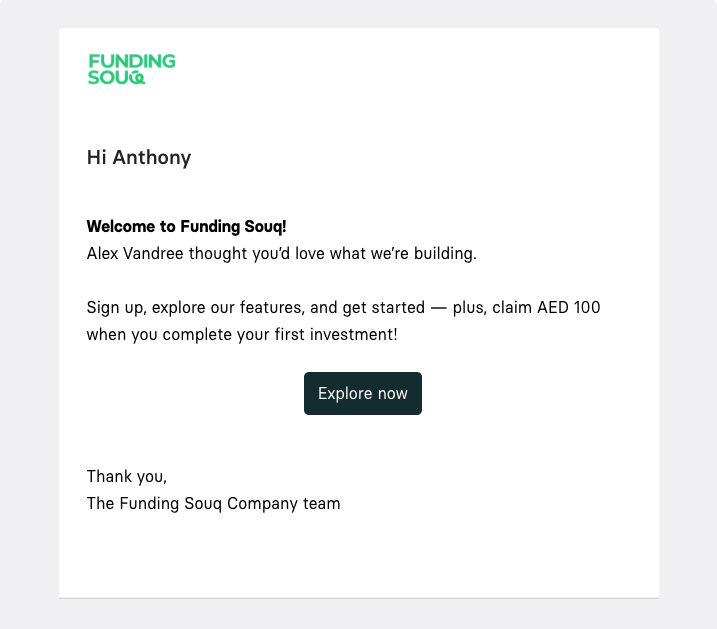 FUNDING
SOUQ
Hi Anthony
Welcome to Funding Souq!
Alex Vandree thought you’d love what we’re building.
Sign up, explore our features, and get started — plus, claim AED 100
when you complete your first investment!
Explore now
Thank you,
The Funding Souq Company team